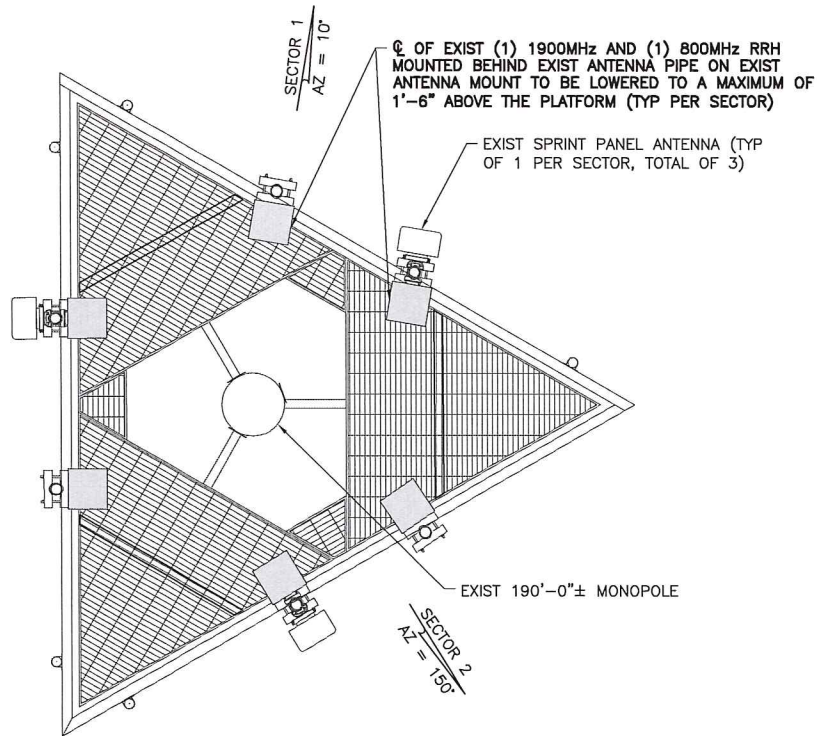 SECTOR 1
AZ = 10°
℄ OF EXIST (1) 1900MHz AND (1) 800MHz RRH
MOUNTED BEHIND EXIST ANTENNA PIPE ON EXIST
ANTENNA MOUNT TO BE LOWERED TO A MAXIMUM OF
1'-6" ABOVE THE PLATFORM (TYP PER SECTOR)
EXIST SPRINT PANEL ANTENNA (TYP
OF 1 PER SECTOR, TOTAL OF 3)
EXIST 190'-0"± MONOPOLE
SECTOR 2
AZ = 150°